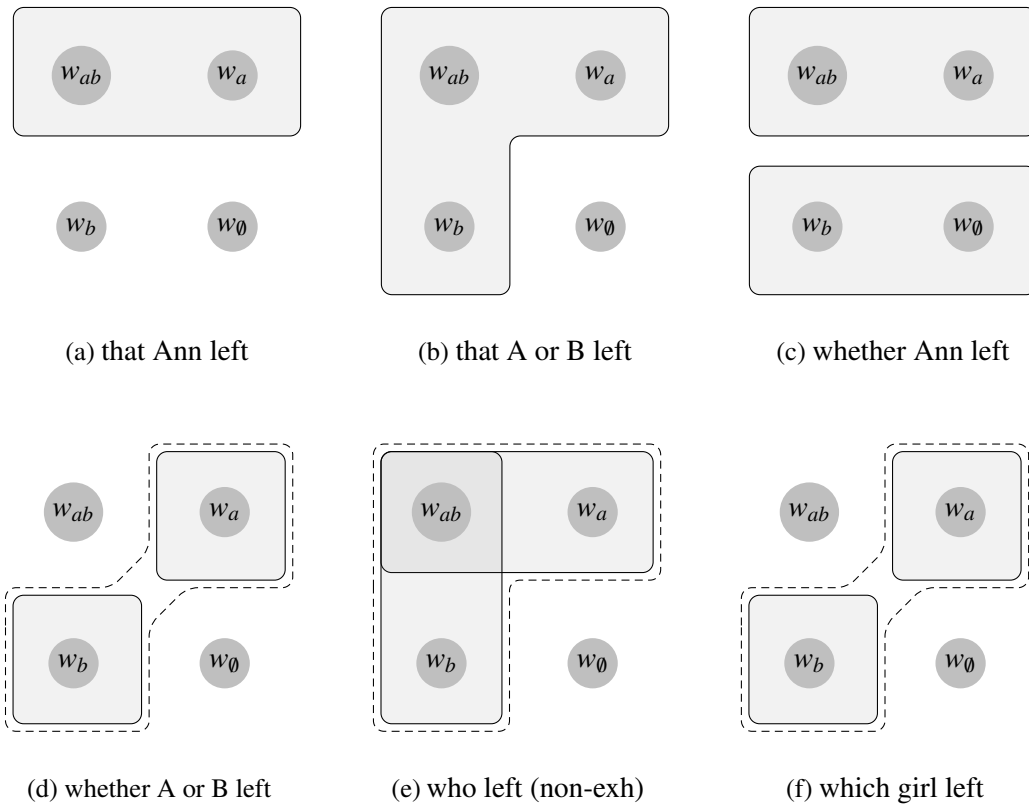 w_ab w_a w_ab w_a w_ab w_a
w_b w_∅ w_b w_∅ w_b w_∅
(a) that Ann left (b) that A or B left (c) whether Ann left
w_ab w_a w_ab w_a w_ab w_a
w_b w_∅ w_b w_∅ w_b w_∅
(d) whether A or B left (e) who left (non-exh) (f) which girl left